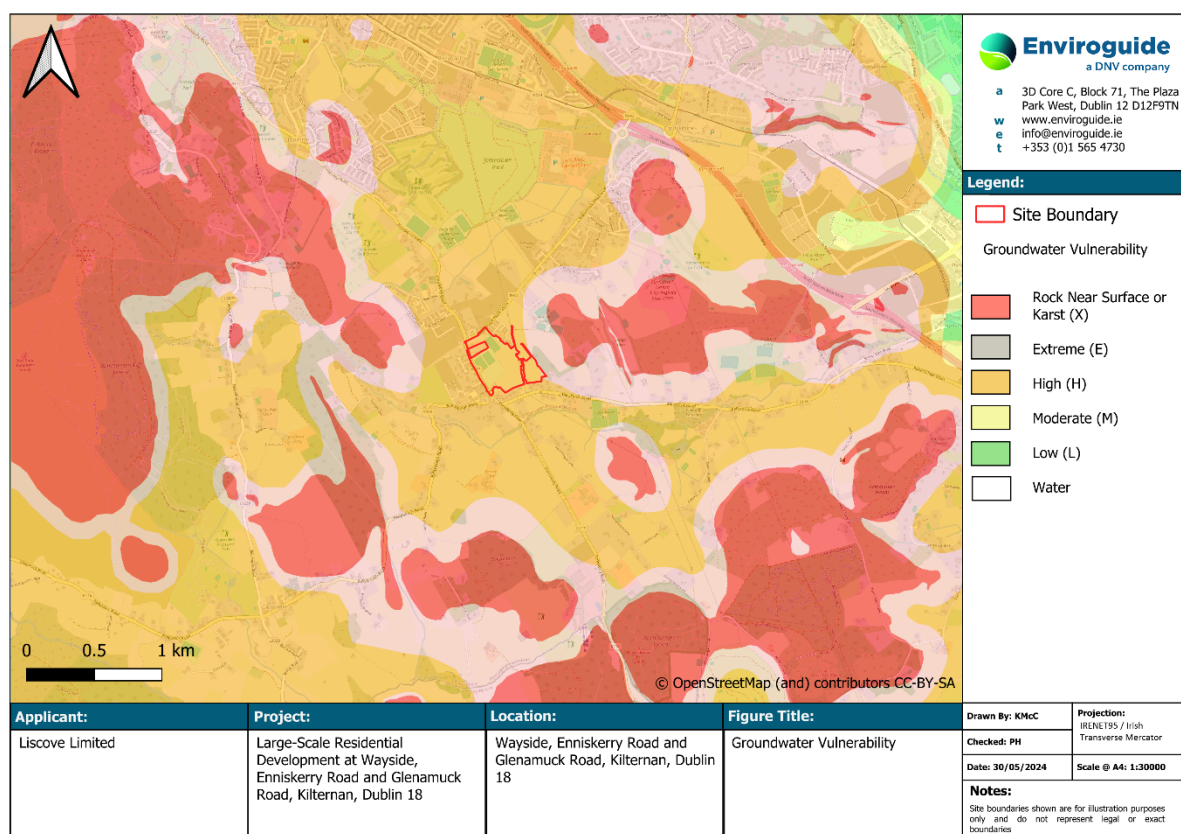 Enviroguide
a DNV company
a 3D Core C, Block 71, The Plaza
Park West, Dublin 12 D12F9TN
w www.enviroguide.ie
e info@enviroguide.ie
t +353 (0)1 565 4730
Legend:
Site Boundary
Groundwater Vulnerability
Rock Near Surface or
Karst (X)
Extreme (E)
High (H)
Moderate (M)
Low (L)
Water
0 0.5 1 km
© OpenStreetMap (and) contributors CC-BY-SA
Applicant:
Liscove Limited
Project:
Large-Scale Residential
Development at Wayside,
Enniskerry Road and Glenamuck
Road, Kilternan, Dublin 18
Location:
Wayside, Enniskerry Road and
Glenamuck Road, Kilternan, Dublin
18
Figure Title:
Groundwater Vulnerability
Drawn By: KMcC
Projection:
IRENET95 / Irish
Transverse Mercator
Checked: PH
Date: 30/05/2024
Scale @ A4: 1:30000
Notes:
Site boundaries shown are for illustration purposes
only and do not represent legal or exact
boundaries